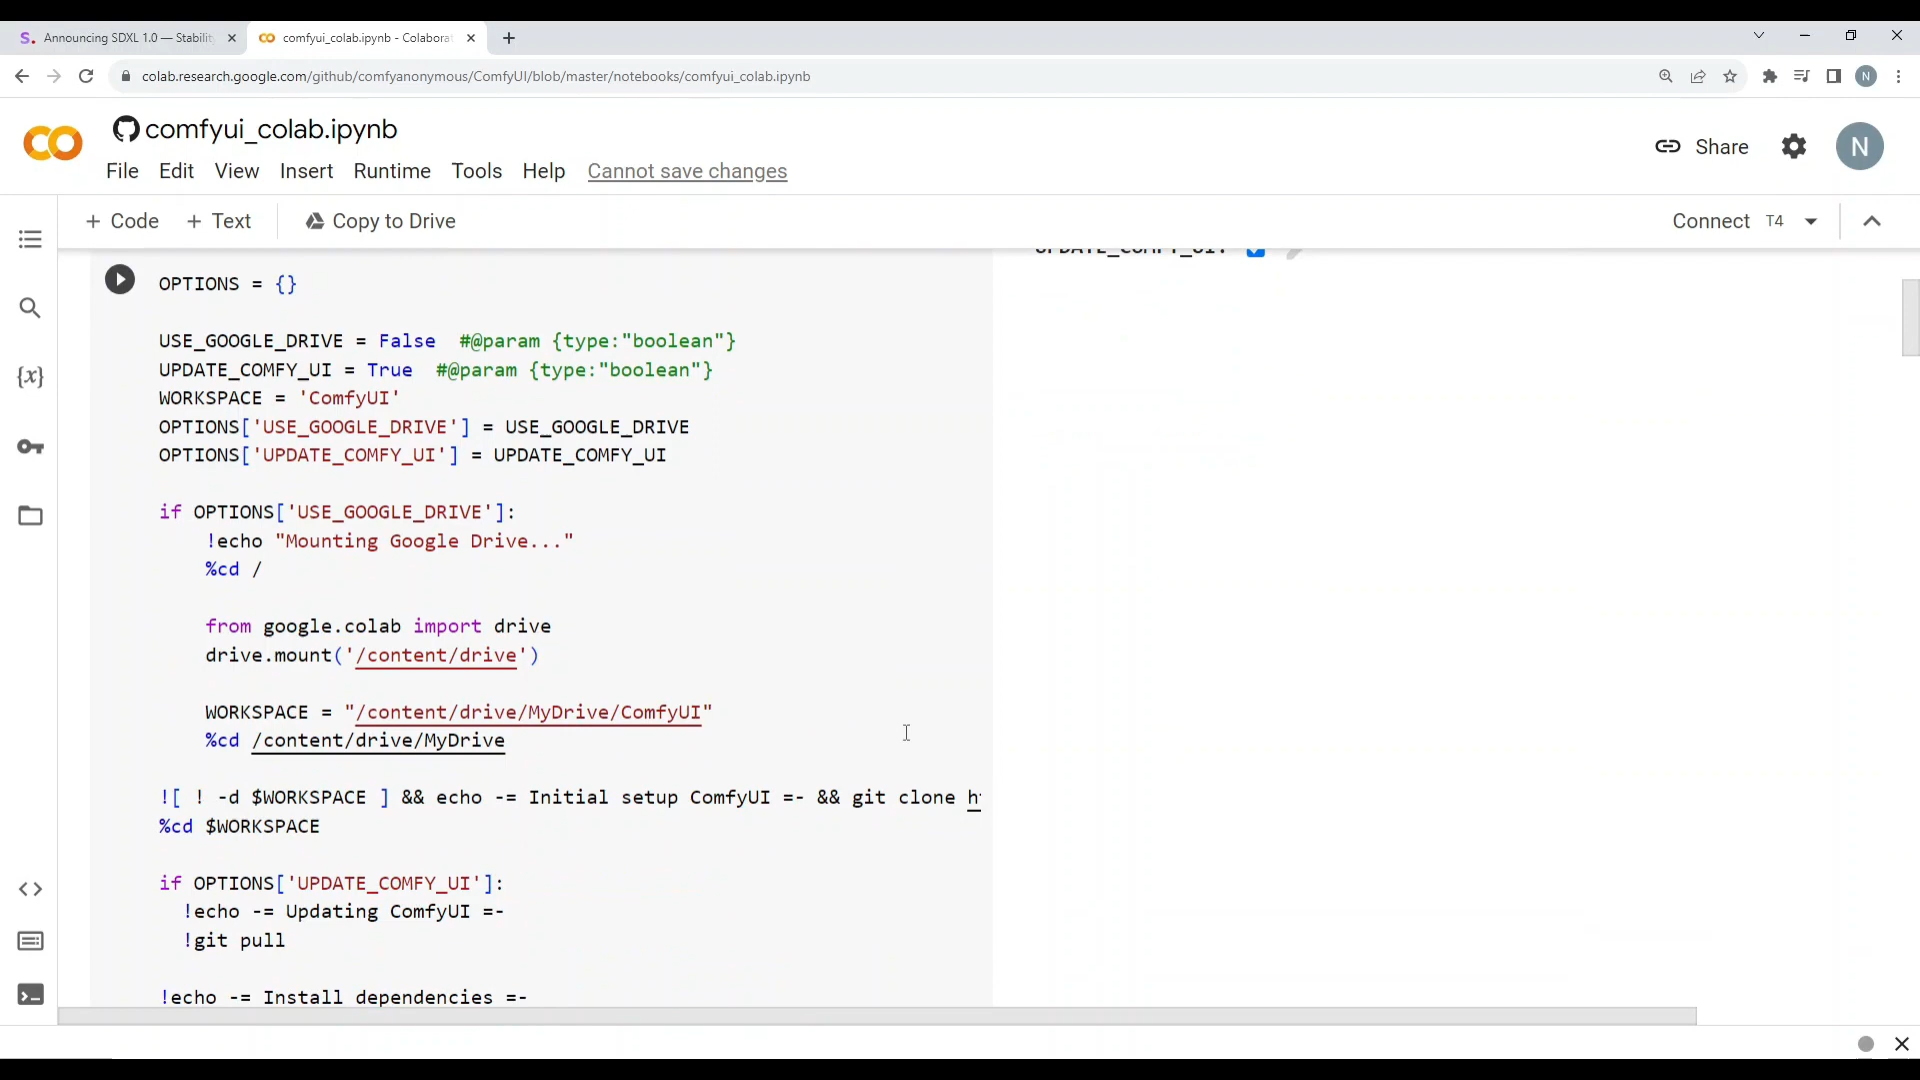 S. Announcing SDXL 1.0 — Stability
comfyui_colab.ipynb - Colaborat
colab.research.google.com/github/comfyanonymous/ComfyUI/blob/master/notebooks/comfyui_colab.ipynb
N
comfyui_colab.ipynb
File Edit View Insert Runtime Tools Help Cannot save changes
Share
N
+ Code + Text Copy to Drive
Connect T4
UPDATE_COMFY_UI:
OPTIONS = {}
USE_GOOGLE_DRIVE = False  #@param {type:"boolean"}
UPDATE_COMFY_UI = True  #@param {type:"boolean"}
WORKSPACE = 'ComfyUI'
OPTIONS['USE_GOOGLE_DRIVE'] = USE_GOOGLE_DRIVE
OPTIONS['UPDATE_COMFY_UI'] = UPDATE_COMFY_UI
if OPTIONS['USE_GOOGLE_DRIVE']:
!echo "Mounting Google Drive..."
%cd /
from google.colab import drive
drive.mount('/content/drive')
WORKSPACE = "/content/drive/MyDrive/ComfyUI"
%cd /content/drive/MyDrive
![ ! -d $WORKSPACE ] && echo -= Initial setup ComfyUI =- && git clone
%cd $WORKSPACE
if OPTIONS['UPDATE_COMFY_UI']:
!echo -= Updating ComfyUI =-
!git pull
!echo -= Install dependencies =-
{x}